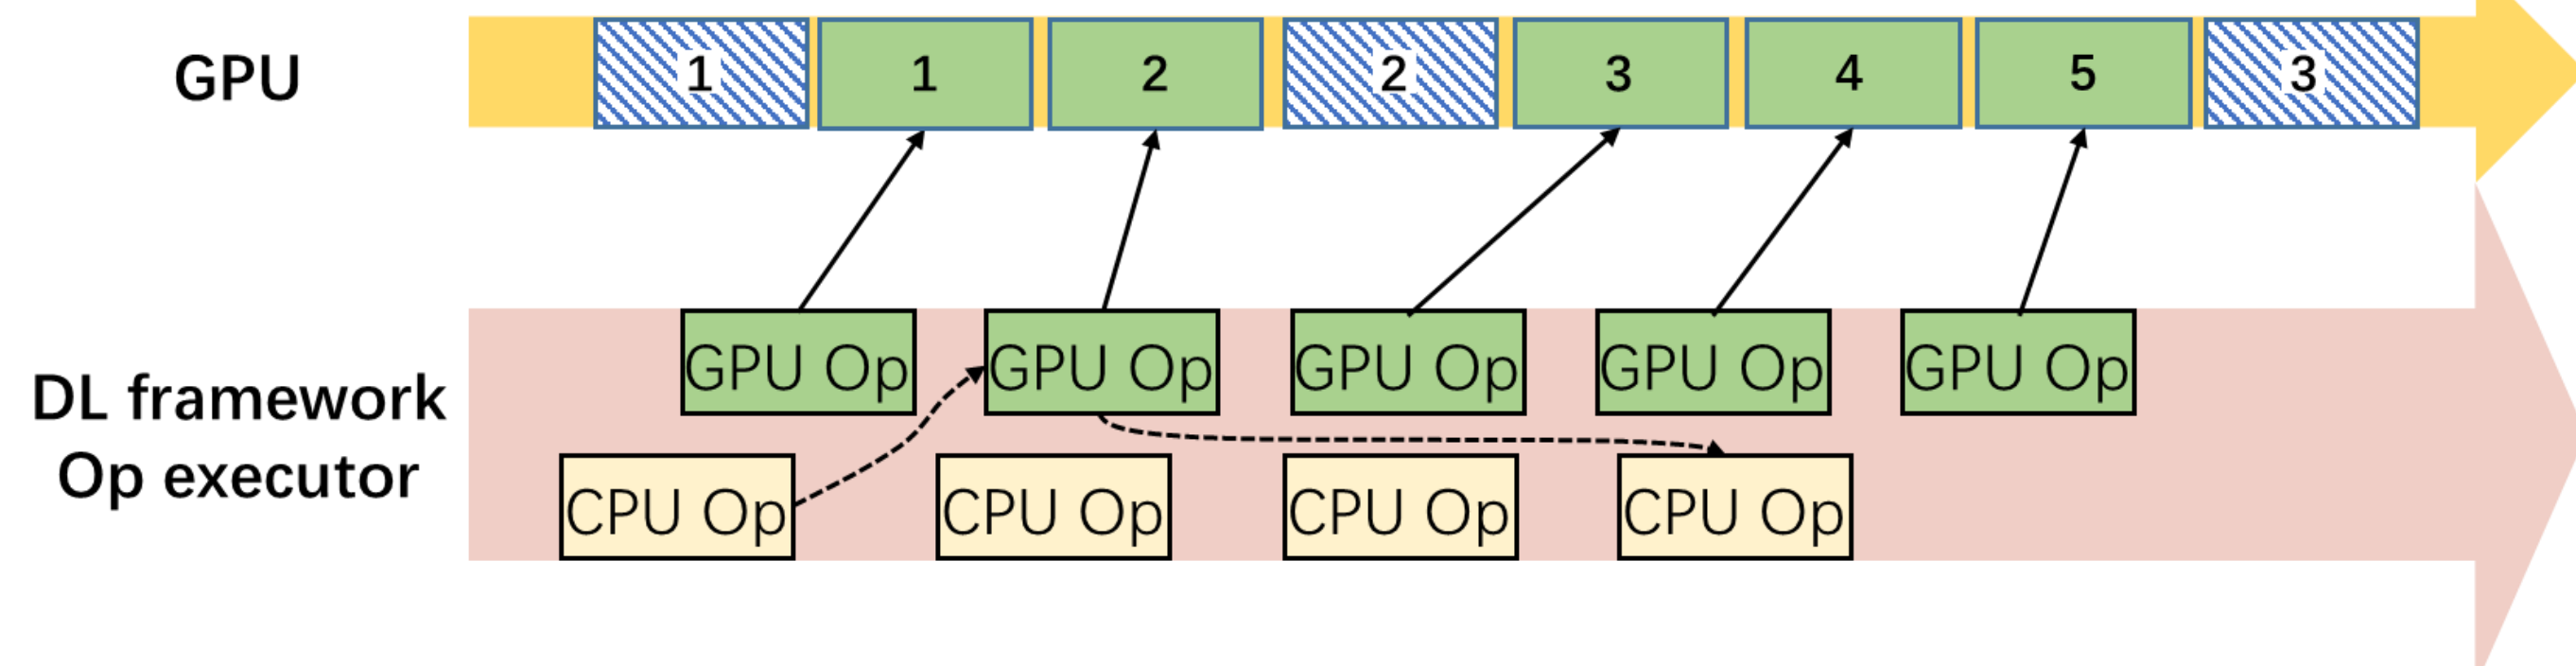 GPU
1
1
2
2
3
4
5
3
DL framework
Op executor
GPU Op
GPU Op
GPU Op
GPU Op
GPU Op
CPU Op
CPU Op
CPU Op
CPU Op